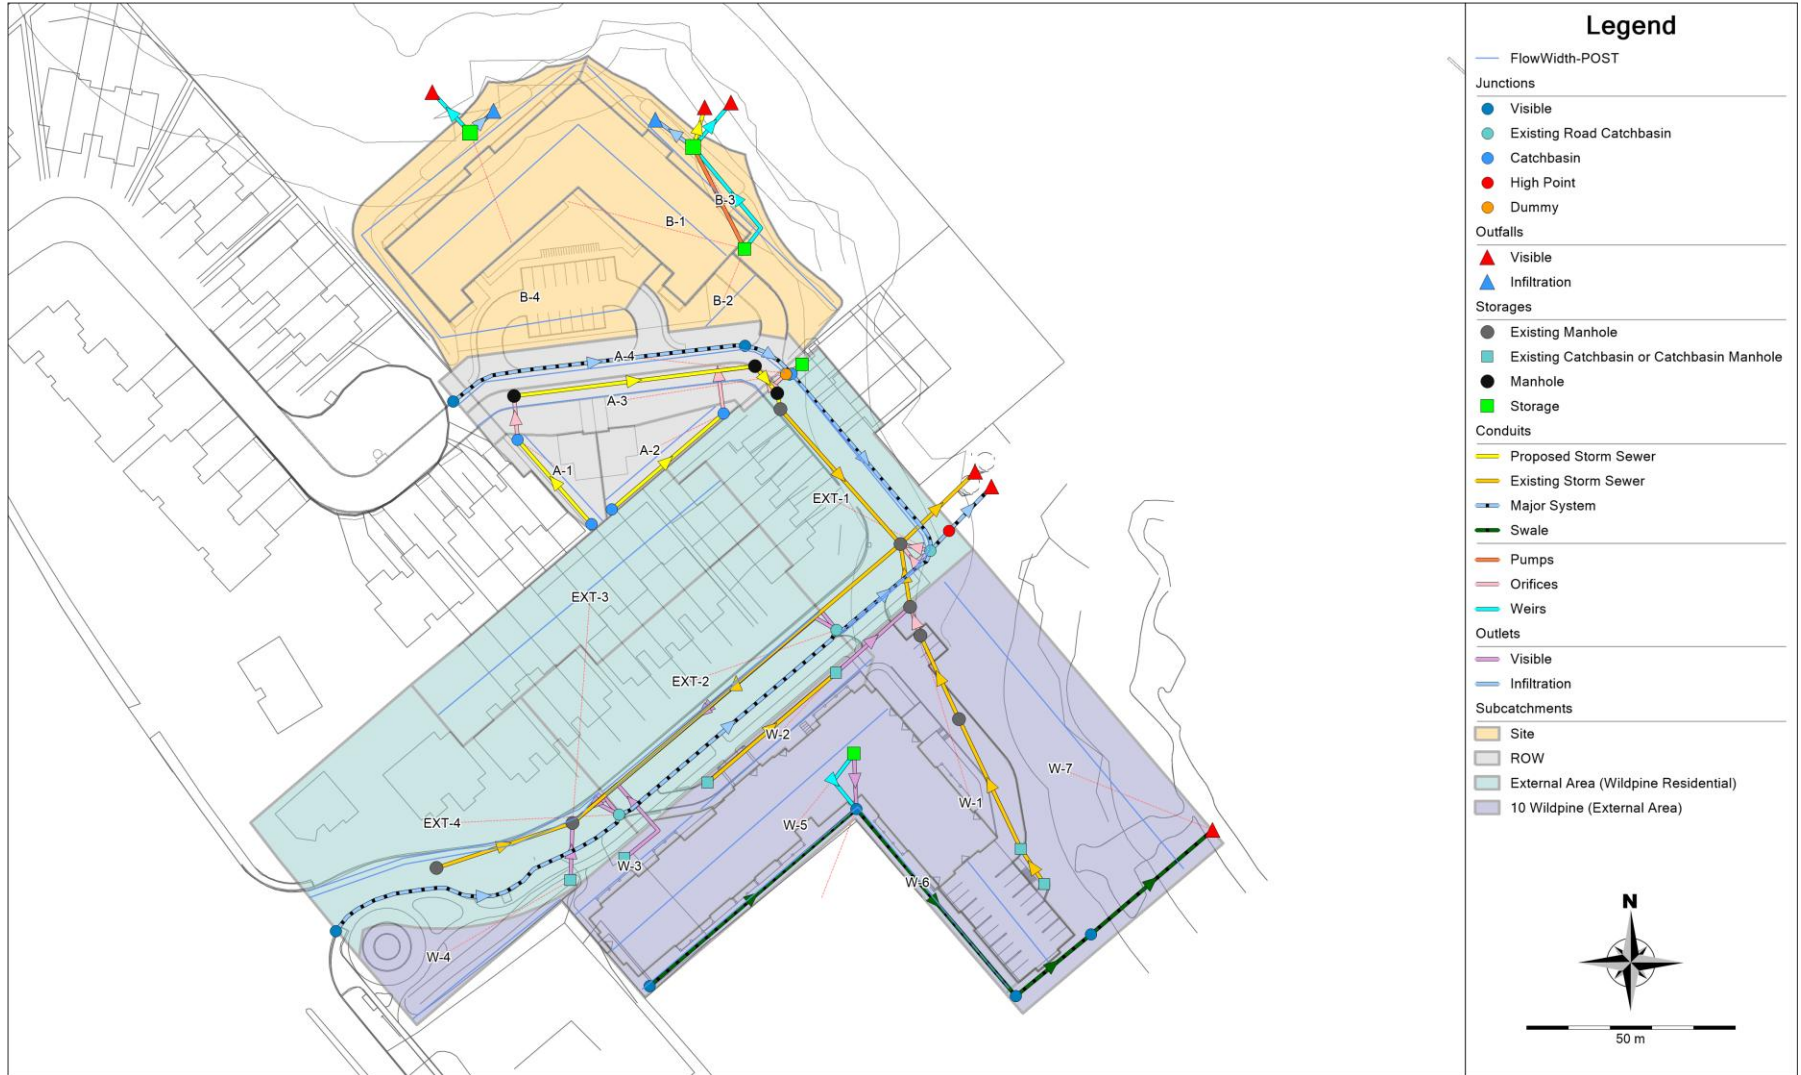 B-3
B-1
B-4
B-2
A-4
A-3
A-2
A-1
EXT-1
EXT-3
EXT-2
W-2
W-7
W-1
EXT-4
W-5
W-3
W-6
W-4
Legend
FlowWidth-POST
Junctions
Visible
Existing Road Catchbasin
Catchbasin
High Point
Dummy
Outfalls
Visible
Infiltration
Storages
Existing Manhole
Existing Catchbasin or Catchbasin Manhole
Manhole
Storage
Conduits
Proposed Storm Sewer
Existing Storm Sewer
Major System
Swale
Pumps
Orifices
Weirs
Outlets
Visible
Infiltration
Subcatchments
Site
ROW
External Area (Wildpine Residential)
10 Wildpine (External Area)
N
50 m